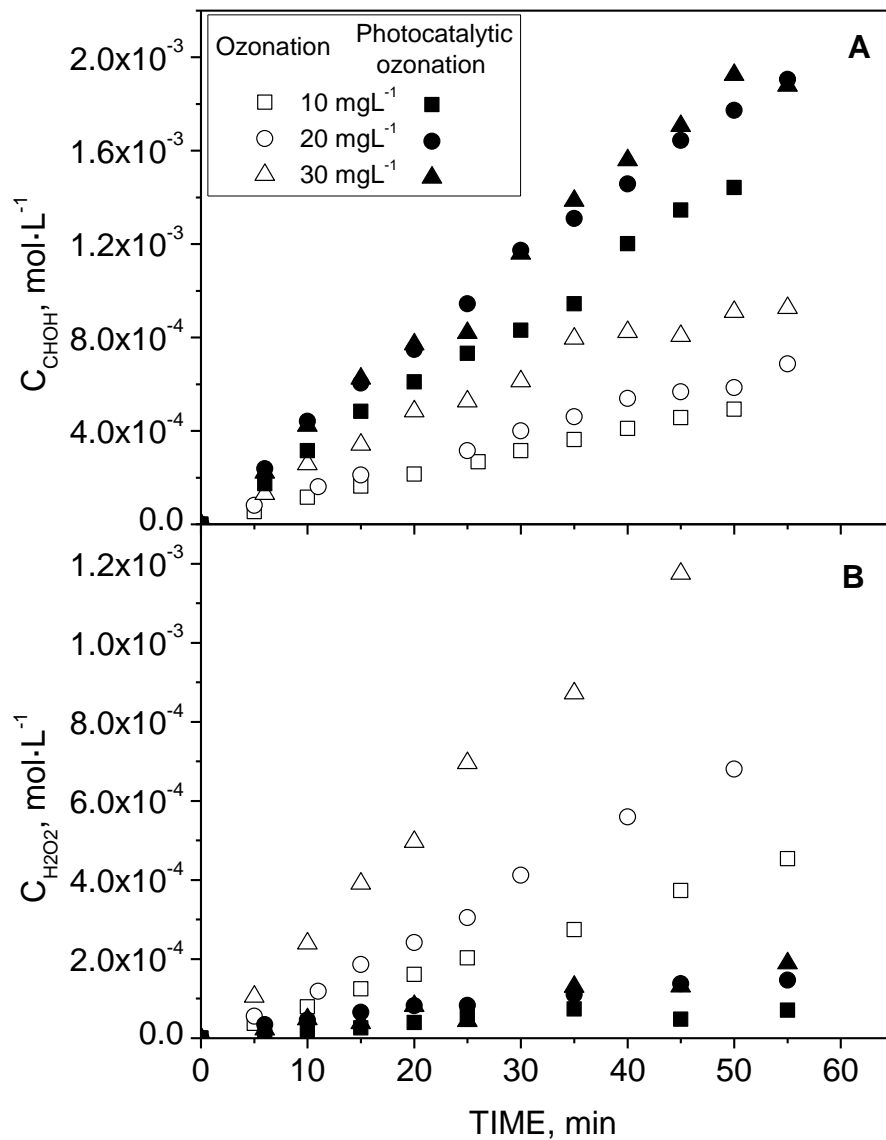 Ozonation Photocatalytic ozonation
10 mgL⁻¹
20 mgL⁻¹
30 mgL⁻¹
A
2.0x10⁻³
1.6x10⁻³
1.2x10⁻³
8.0x10⁻⁴
4.0x10⁻⁴
0.0
C_CHOH, mol·L⁻¹
B
1.2x10⁻³
1.0x10⁻³
8.0x10⁻⁴
6.0x10⁻⁴
4.0x10⁻⁴
2.0x10⁻⁴
0.0
C_H2O2, mol·L⁻¹
0 10 20 30 40 50 60
TIME, min